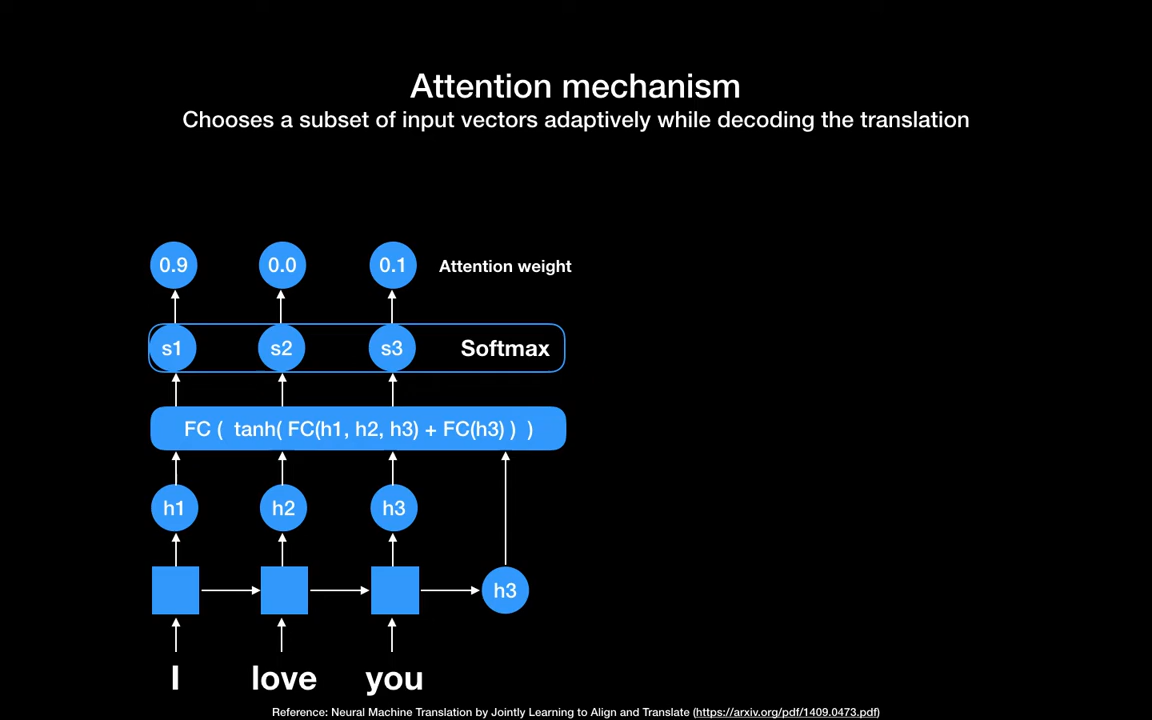 Attention mechanism
Chooses a subset of input vectors adaptively while decoding the translation
0.9 0.0 0.1 Attention weight
s1 s2 s3 Softmax
FC ( tanh( FC(h1, h2, h3) + FC(h3) ) )
h1 h2 h3
h3
I love you
Reference: Neural Machine Translation by Jointly Learning to Align and Translate (https://arxiv.org/pdf/1409.0473.pdf)